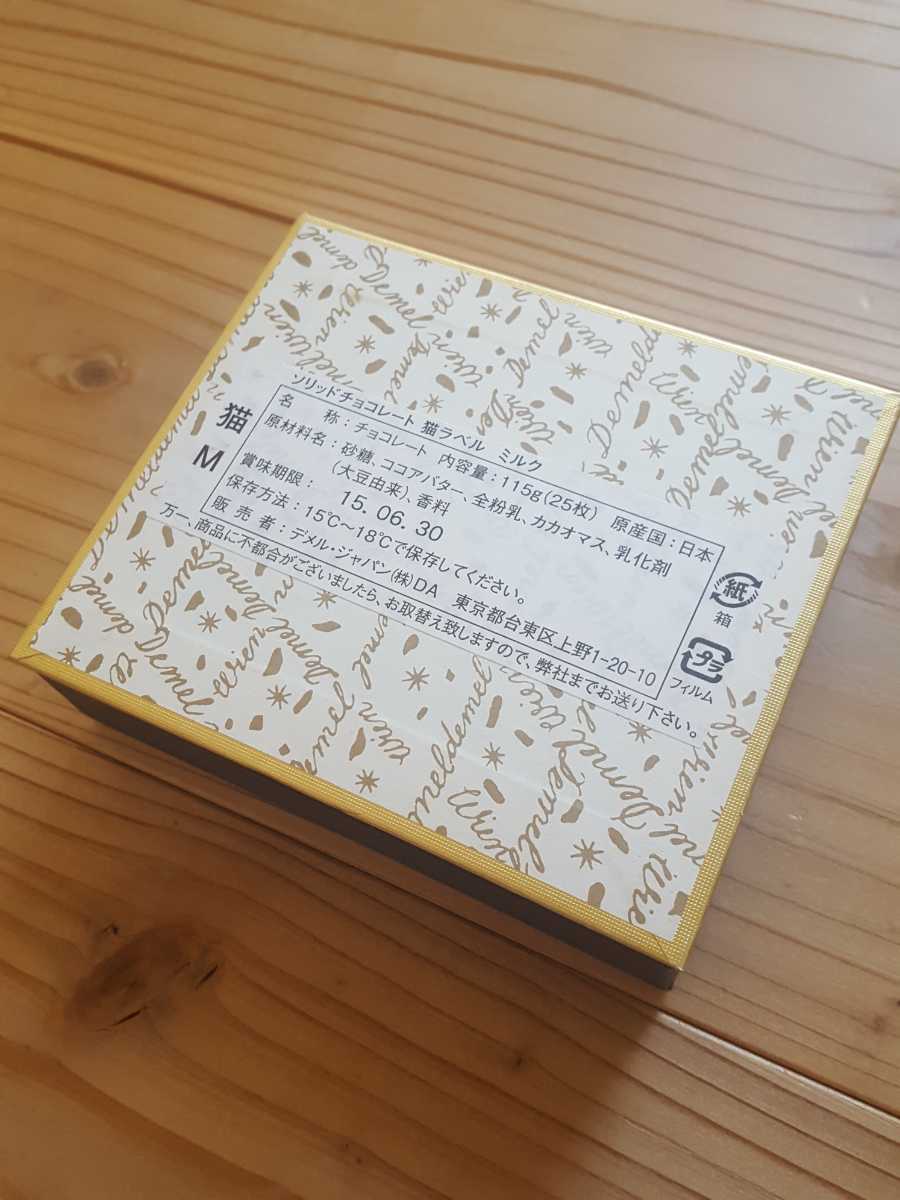 ソリッドチョコレート 猫ラベル ミルク
猫
M
名 称：チョコレート 内容量：115g（25枚） 原産国：日本
原材料名：砂糖、ココアバター、全粉乳、カカオマス、乳化剤
（大豆由来）、香料
賞味期限： 15. 06. 30
保存方法：15℃〜18℃で保存してください。
販 売 者：デメル・ジャパン㈱DA 東京都台東区上野1-20-10
万一、商品に不都合がございましたら、お取替え致しますので、弊社までお送り下さい。
紙
箱
プラ
フィルム
Demel
Wien